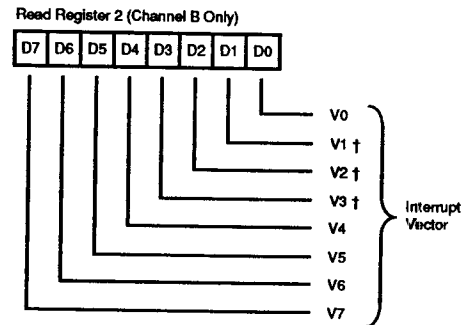 Read Register 2 (Channel B Only)
D7 D6 D5 D4 D3 D2 D1 D0
V0
V1 †
V2 †
V3 †
V4
V5
V6
V7
Interrupt
Vector